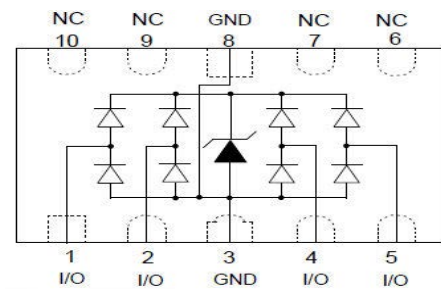 NC NC GND NC NC
10 9 8 7 6
1 2 3 4 5
I/O I/O GND I/O I/O